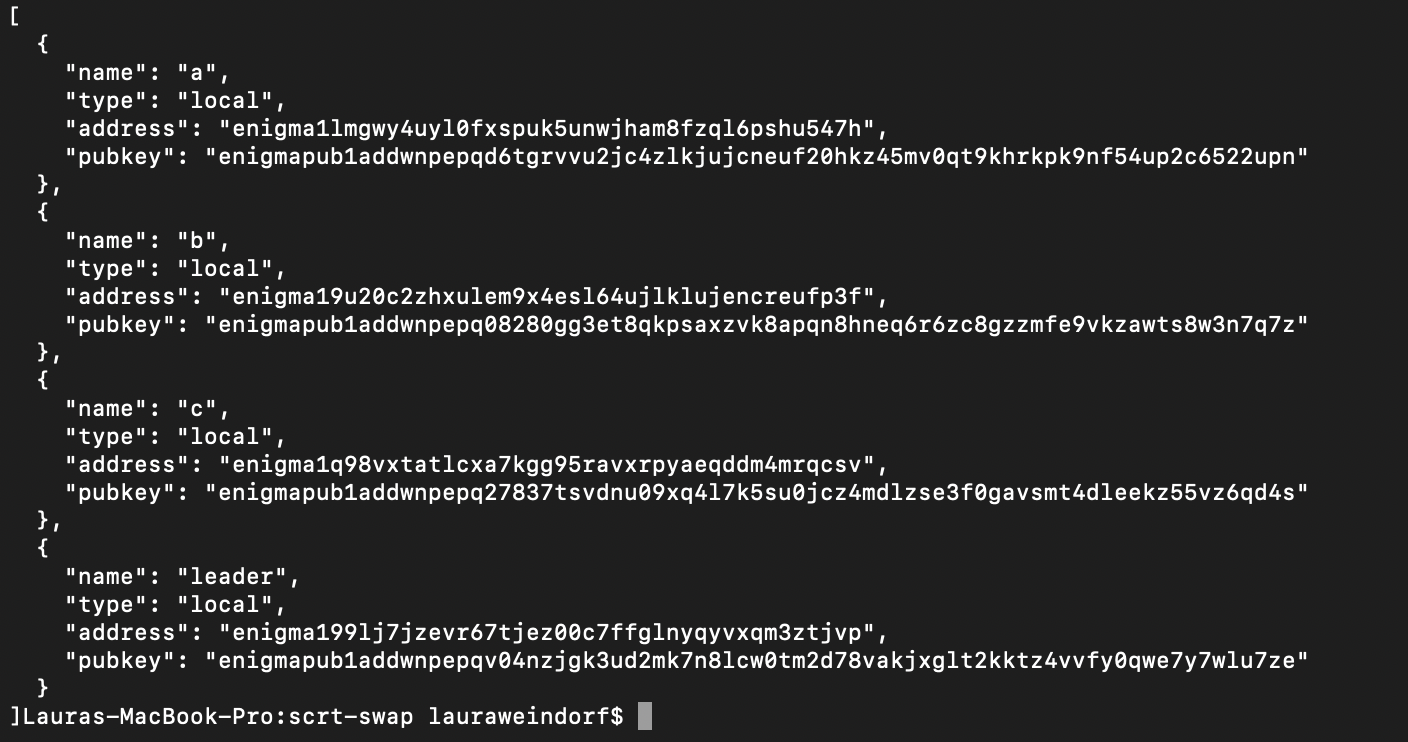 [
  {
    "name": "a",
    "type": "local",
    "address": "enigma1lmgwy4uyl0fxspuk5unwjham8fzql6pshu547h",
    "pubkey": "enigmapub1addwnpepqd6tgrvvu2jc4zlkjujcneuf20hkz45mv0qt9khrkpk9nf54up2c6522upn"
  },
  {
    "name": "b",
    "type": "local",
    "address": "enigma19u20c2zhxulem9x4esl64ujlklujencreufp3f",
    "pubkey": "enigmapub1addwnpepq08280gg3et8qkpsaxzvk8apqn8hneq6r6zc8gzzmfe9vkzawts8w3n7q7z"
  },
  {
    "name": "c",
    "type": "local",
    "address": "enigma1q98vxtatlcxa7kgg95ravxrpyaeqddm4mrqcsv",
    "pubkey": "enigmapub1addwnpepq27837tsvdnu09xq4l7k5su0jcz4mdlzse3f0gavsmt4dleekz55vz6qd4s"
  },
  {
    "name": "leader",
    "type": "local",
    "address": "enigma199lj7jzevr67tjez00c7ffglnyqyvxqm3ztjvp",
    "pubkey": "enigmapub1addwnpepqv04nzjgk3ud2mk7n8lcw0tm2d78vakjxglt2kktz4vvfy0qwe7y7wlu7ze"
  }
]Lauras-MacBook-Pro:scrt-swap lauraweindorf$